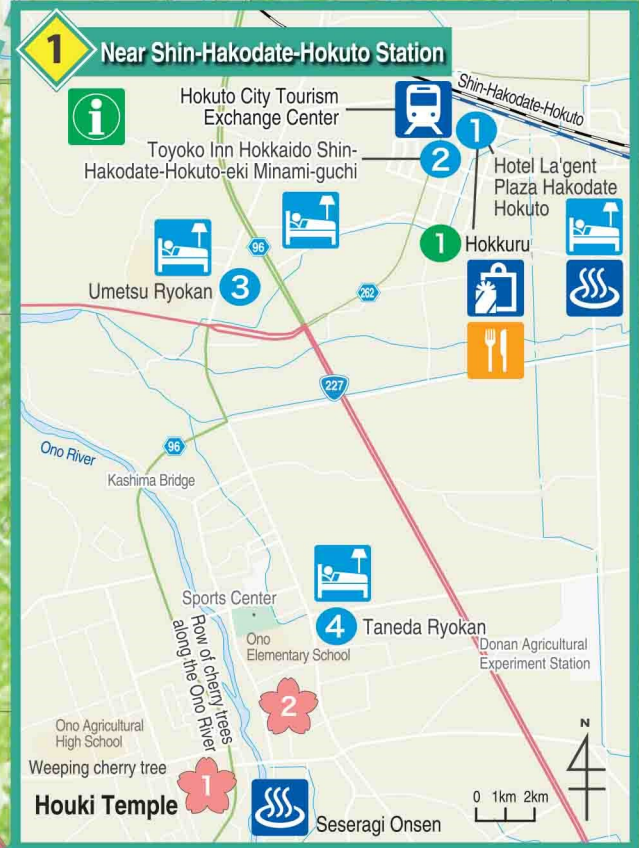 1
Near Shin-Hakodate-Hokuto Station
Hokuto City Tourism
Exchange Center
Shin-Hakodate-Hokuto
1
Toyoko Inn Hokkaido Shin-
Hakodate-Hokuto-eki Minami-guchi
2
Hotel La'gent
Plaza Hakodate
Hokuto
1
Hokkuru
96
Umetsu Ryokan
3
262
227
96
Ono River
Kashima Bridge
Sports Center
4
Taneda Ryokan
Row of cherry trees
along the Ono River
Ono
Elementary School
Donan Agricultural
Experiment Station
2
Ono Agricultural
High School
Weeping cherry tree
1
Houki Temple
Seseragi Onsen
N
0 1km 2km